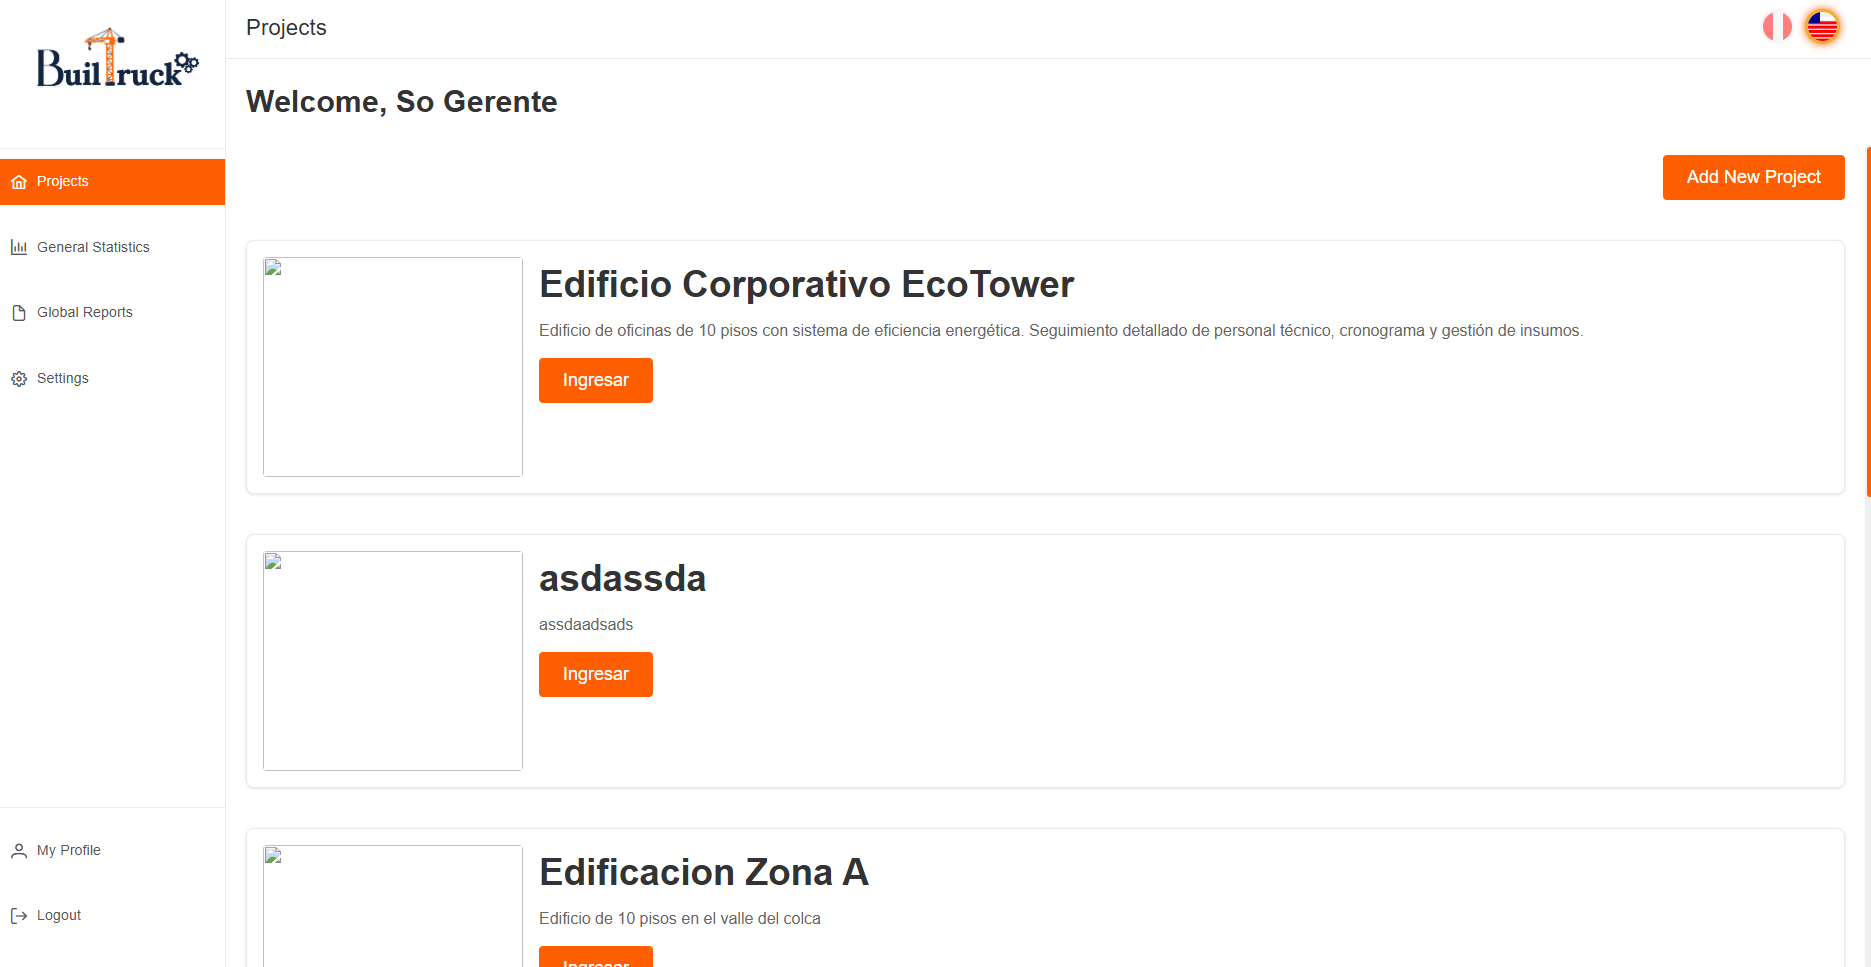 BuilTruck
Projects
Welcome, So Gerente
Projects
General Statistics
Global Reports
Settings
My Profile
Logout
Add New Project
Edificio Corporativo EcoTower
Edificio de oficinas de 10 pisos con sistema de eficiencia energética. Seguimiento detallado de personal técnico, cronograma y gestión de insumos.
Ingresar
asdassda
assdaadsads
Ingresar
Edificacion Zona A
Edificio de 10 pisos en el valle del colca
Ingresar